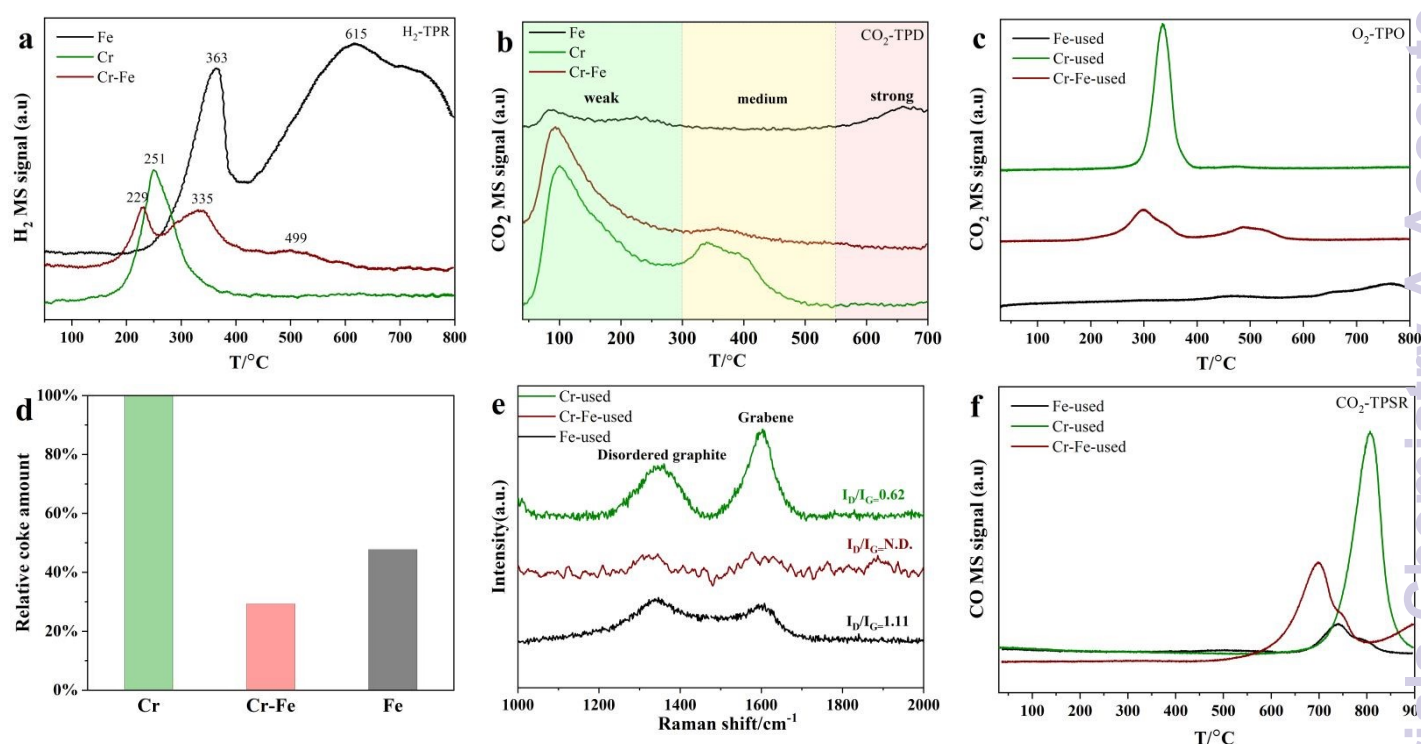 a
H₂-TPR
Fe
Cr
Cr-Fe
615
363
251
229
335
499
H₂ MS signal (a.u)
100 200 300 400 500 600 700 800
T/°C
b
CO₂-TPD
Fe
Cr
Cr-Fe
weak
medium
strong
CO₂ MS signal (a.u)
100 200 300 400 500 600 700
T/°C
c
O₂-TPO
Fe-used
Cr-used
Cr-Fe-used
CO₂ MS signal (a.u)
100 200 300 400 500 600 700 800
T/°C
d
Relative coke amount
100%
80%
60%
40%
20%
0%
Cr Cr-Fe Fe
e
Cr-used
Cr-Fe-used
Fe-used
Grabene
Disordered graphite
I_D/I_G=0.62
I_D/I_G=N.D.
I_D/I_G=1.11
Intensity(a.u.)
1000 1200 1400 1600 1800 2000
Raman shift/cm⁻¹
f
CO₂-TPSR
Fe-used
Cr-used
Cr-Fe-used
CO MS signal (a.u)
100 200 300 400 500 600 700 800
T/°C